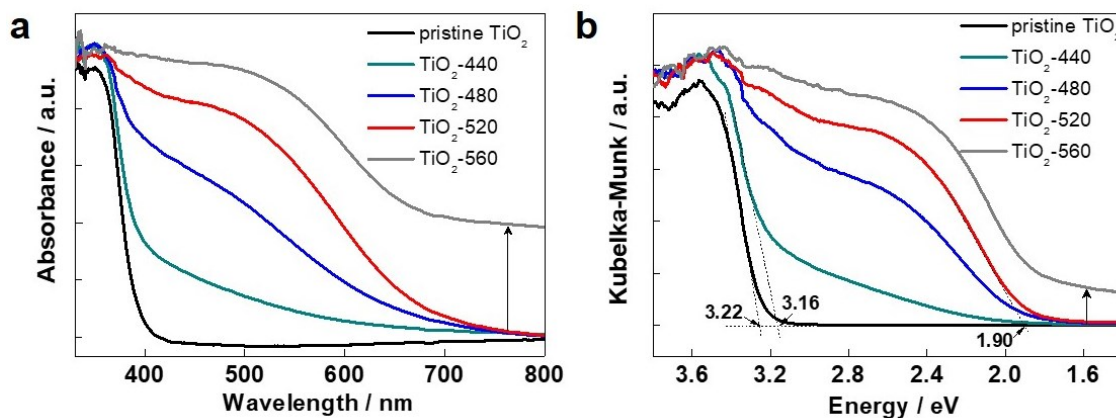 a
Absorbance / a.u.
pristine TiO₂
TiO₂-440
TiO₂-480
TiO₂-520
TiO₂-560
400 500 600 700 800
Wavelength / nm
b
Kubelka-Munk / a.u.
pristine TiO₂
TiO₂-440
TiO₂-480
TiO₂-520
TiO₂-560
3.22
3.16
1.90
3.6 3.2 2.8 2.4 2.0 1.6
Energy / eV